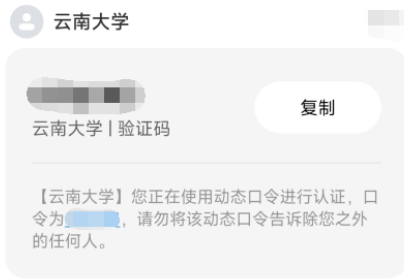 云南大学
复制
云南大学 | 验证码
【云南大学】您正在使用动态口令进行认证，口
令为，请勿将该动态口令告诉除您之外
的任何人。